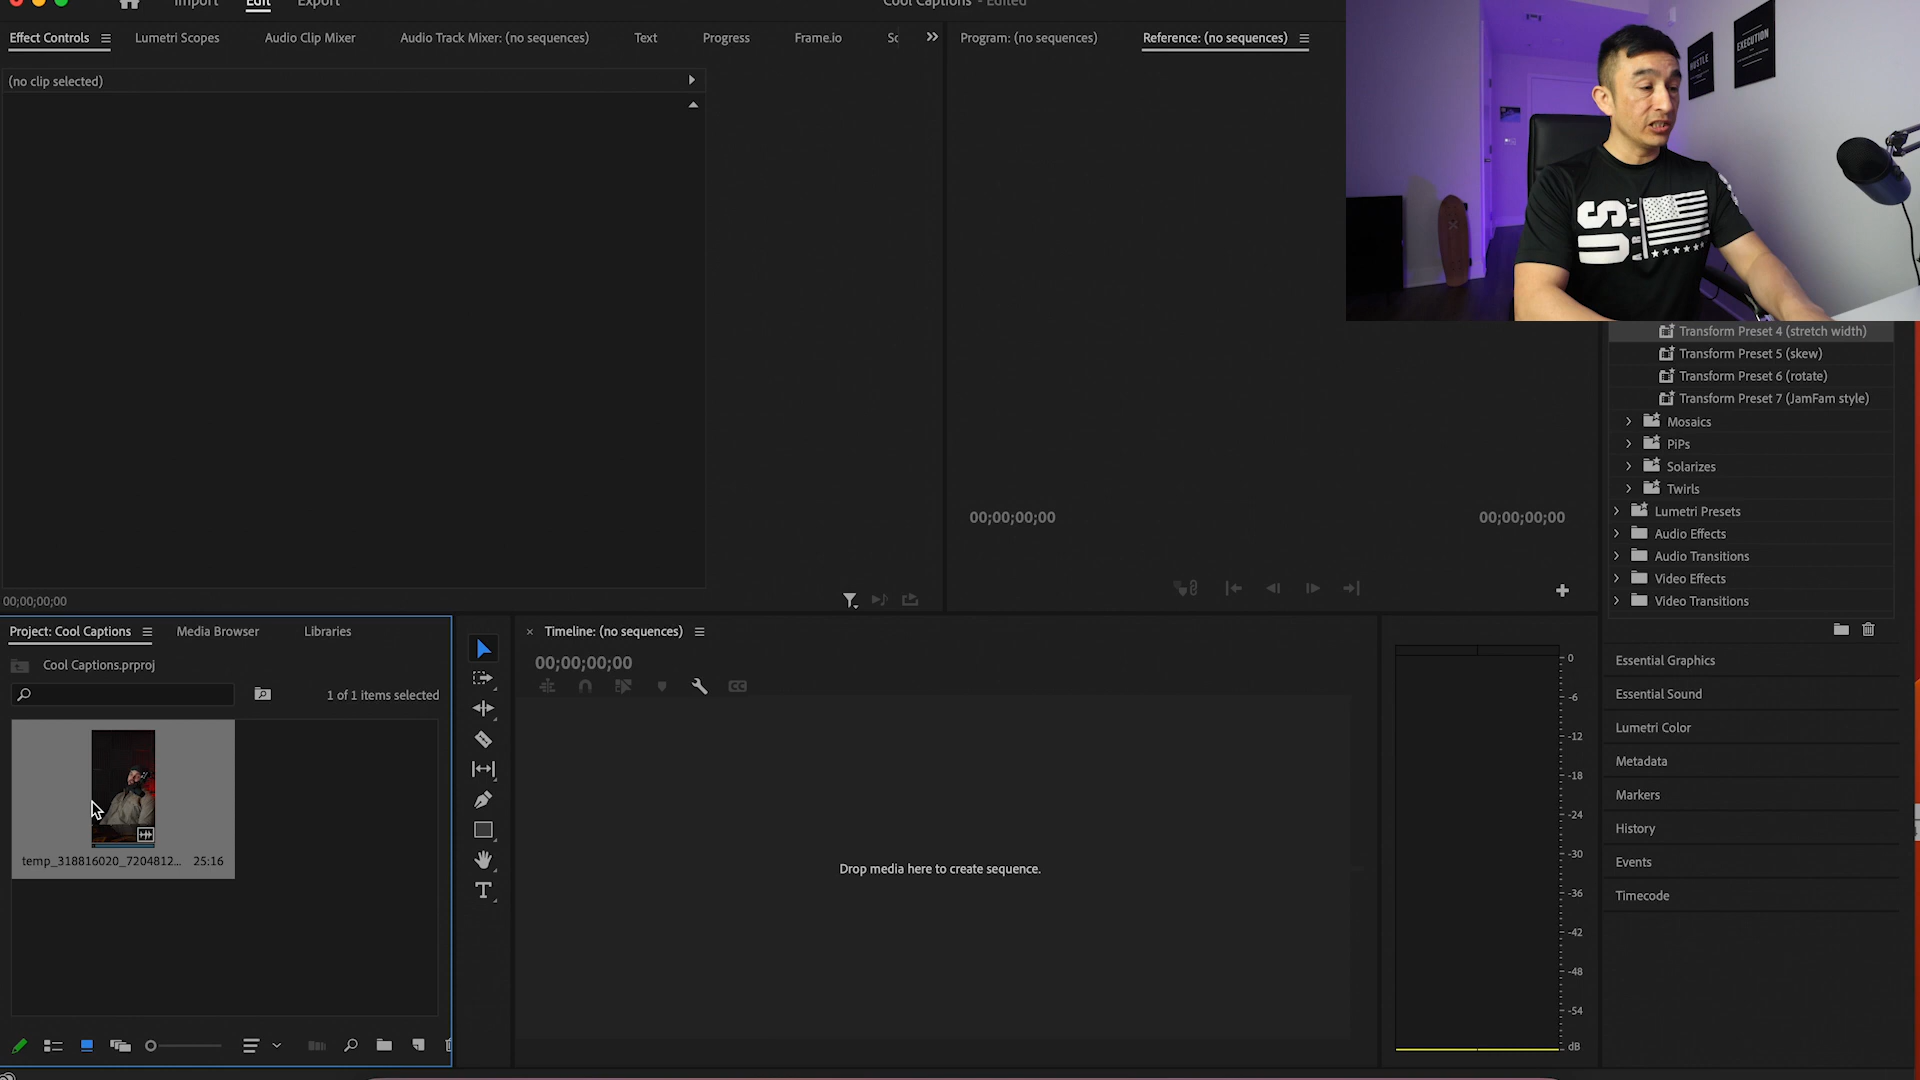 Import
Edit
Export
Cool Captions - Edited
Effect Controls
Lumetri Scopes
Audio Clip Mixer
Audio Track Mixer: (no sequences)
Text
Progress
Frame.io
Sc
Program: (no sequences)
Reference: (no sequences)
HUSTLE
EXECUTION
US
ARMY
(no clip selected)
Transform Preset 4 (stretch width)
Transform Preset 5 (skew)
Transform Preset 6 (rotate)
Transform Preset 7 (JamFam style)
Mosaics
PiPs
Solarizes
Twirls
Lumetri Presets
Audio Effects
Audio Transitions
Video Effects
Video Transitions
00;00;00;00
00;00;00;00
00;00;00;00
Project: Cool Captions
Media Browser
Libraries
Cool Captions.prproj
1 of 1 items selected
temp_318816020_7204812... 25:16
Timeline: (no sequences)
00;00;00;00
CC
T
Drop media here to create sequence.
0
-6
-12
-18
-24
-30
-36
-42
-48
-54
dB
Essential Graphics
Essential Sound
Lumetri Color
Metadata
Markers
History
Events
Timecode